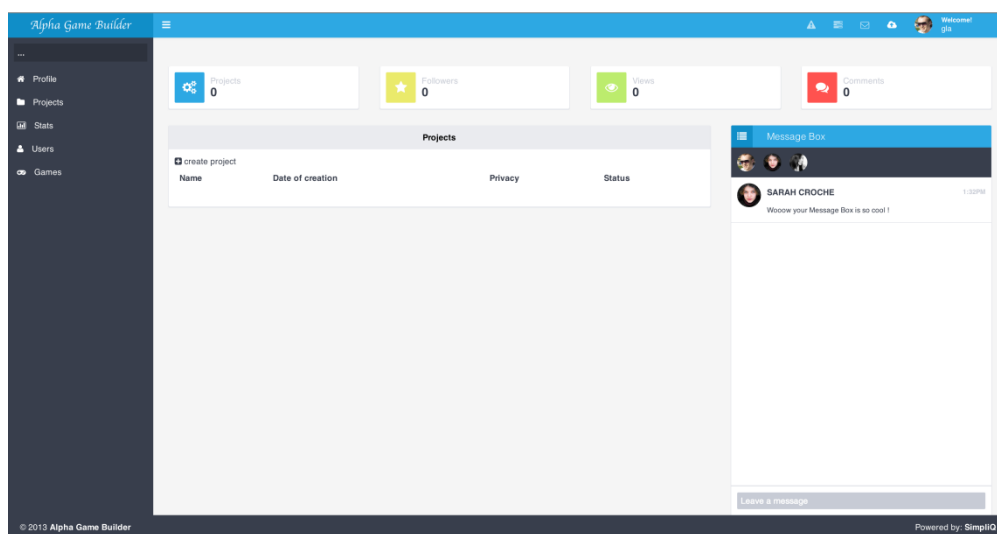 Alpha Game Builder
Welcome!
gla
...
Profile
Projects
Stats
Users
Games
Projects
0
Followers
0
Views
0
Comments
0
Projects
create project
Name Date of creation Privacy Status
Message Box
SARAH CROCHE 1:32PM
Wooow your Message Box is so cool !
Leave a message
© 2013 Alpha Game Builder
Powered by: SimpliQ